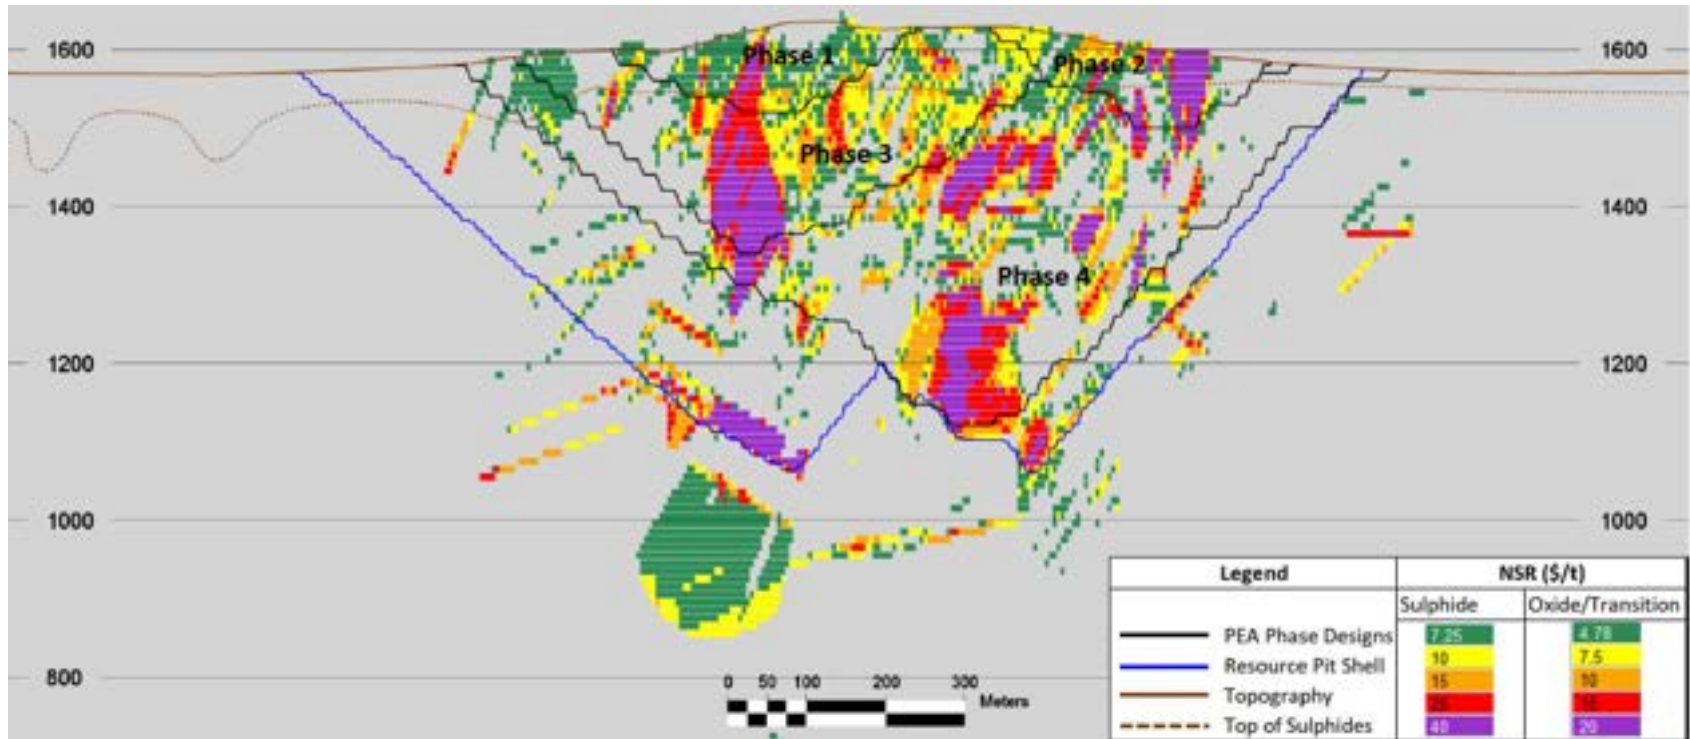 1600
1600
Phase 1
Phase 2
Phase 3
1400
1400
Phase 4
1200
1200
1000
1000
800
0 50 100 200 300
Meters
Legend NSR ($/t)
Sulphide Oxide/Transition
PEA Phase Designs 7.25 4.78
Resource Pit Shell 10 7.5
15 10
Topography
Top of Sulphides 40 20